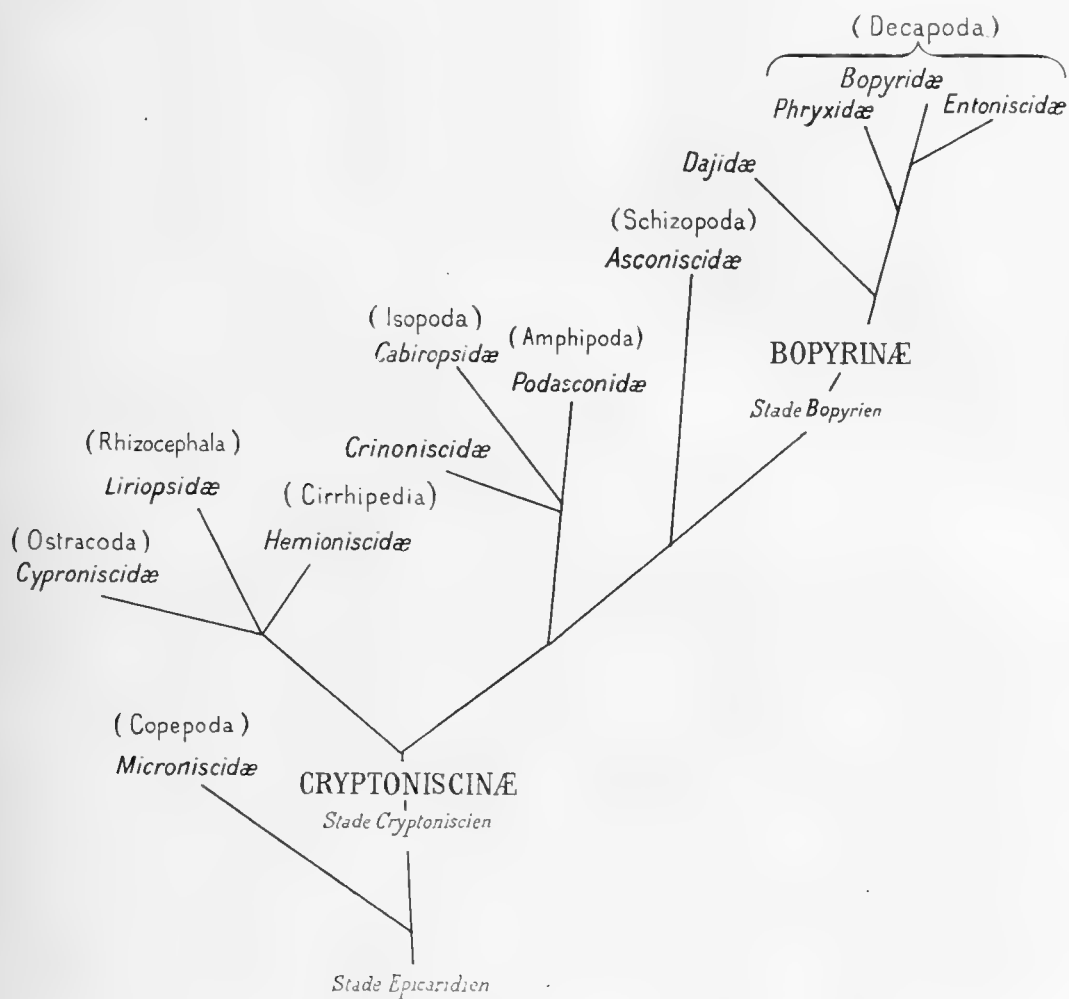 (Decapoda.)
Bopyridæ
Phryxidæ
Entoniscidæ
Dajidæ
(Schizopoda)
Asconiscidæ
(Isopoda)
Cabiropsidæ
(Amphipoda)
Podasconidæ
BOPYRINÆ
Stade Bopyrien
Crinoniscidæ
(Rhizocephala)
Liriopsidæ
(Cirrhipedia)
Hemioniscidæ
(Ostracoda)
Cyproniscidæ
(Copepoda)
Microniscidæ
CRYPTONISCINÆ
Stade Cryptoniscien
Stade Epicaridien